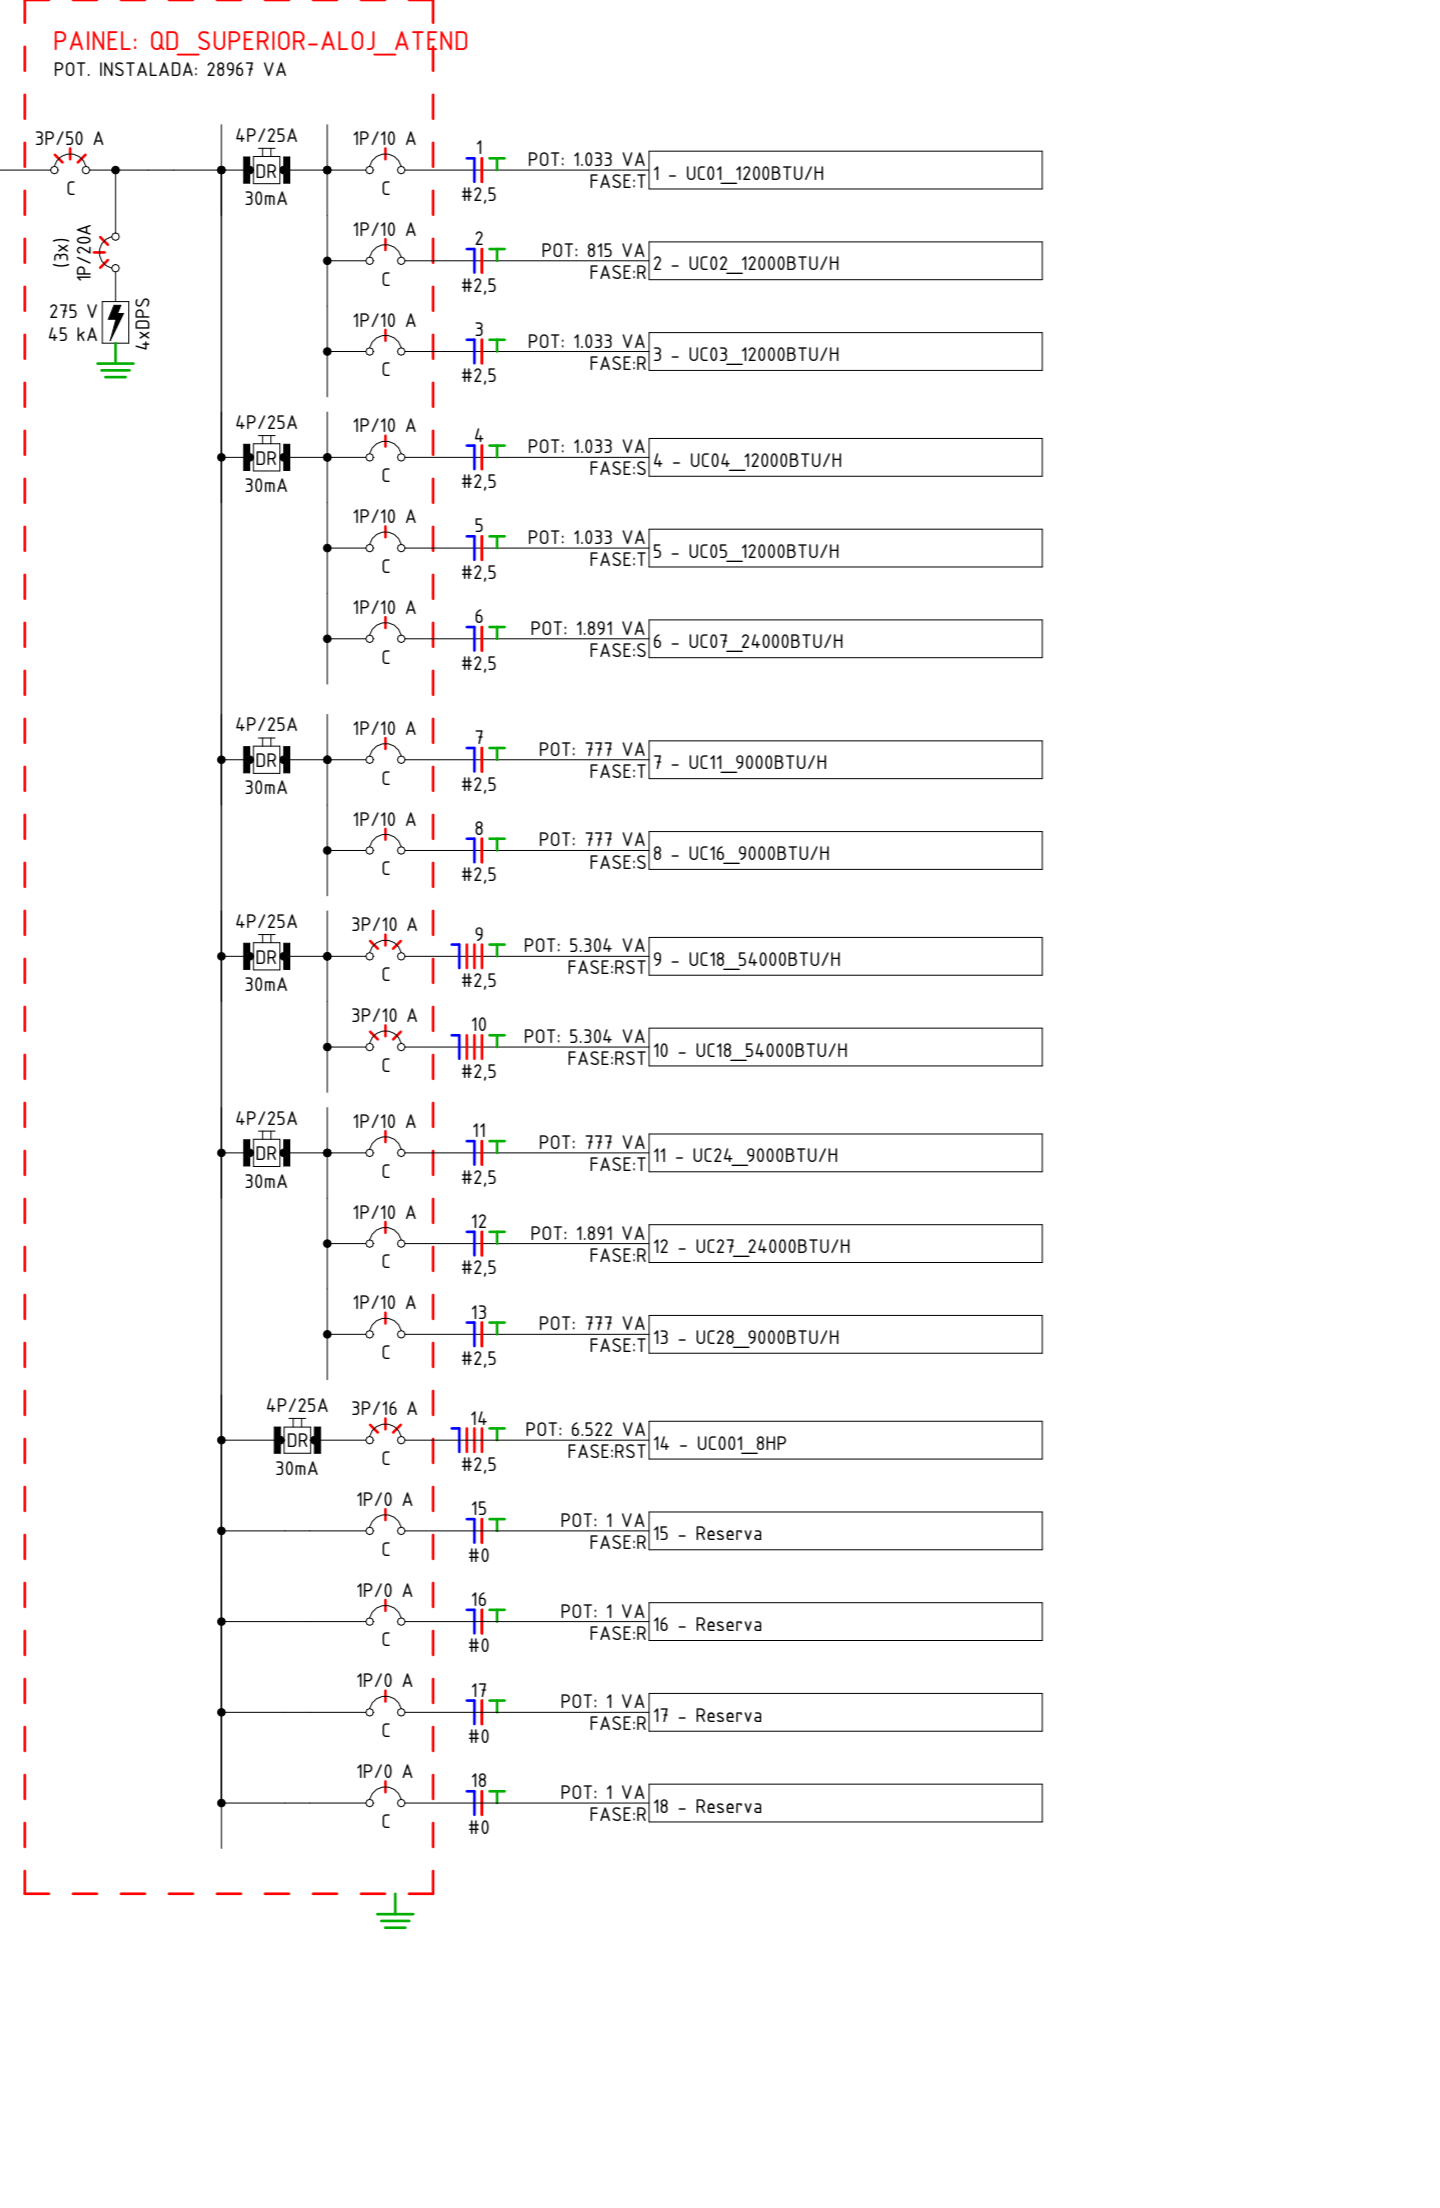 PAINEL: QD_SUPERIOR-ALOJ_ATEND
POT. INSTALADA: 28967 VA
3P/50 A
C
(3x)
1P/20A
275 V
45 kA
4xDPS
4P/25A
DR
30mA
1P/10 A
C
1
#2,5
POT: 1.033 VA
FASE:T
1 - UC01_1200BTU/H
1P/10 A
C
2
#2,5
POT: 815 VA
FASE:R
2 - UC02_12000BTU/H
1P/10 A
C
3
#2,5
POT: 1.033 VA
FASE:R
3 - UC03_12000BTU/H
4P/25A
DR
30mA
1P/10 A
C
4
#2,5
POT: 1.033 VA
FASE:S
4 - UC04_12000BTU/H
1P/10 A
C
5
#2,5
POT: 1.033 VA
FASE:T
5 - UC05_12000BTU/H
1P/10 A
C
6
#2,5
POT: 1.891 VA
FASE:S
6 - UC07_24000BTU/H
4P/25A
DR
30mA
1P/10 A
C
7
#2,5
POT: 777 VA
FASE:T
7 - UC11_9000BTU/H
1P/10 A
C
8
#2,5
POT: 777 VA
FASE:S
8 - UC16_9000BTU/H
4P/25A
DR
30mA
3P/10 A
C
9
#2,5
POT: 5.304 VA
FASE:RST
9 - UC18_54000BTU/H
3P/10 A
C
10
#2,5
POT: 5.304 VA
FASE:RST
10 - UC18_54000BTU/H
4P/25A
DR
30mA
1P/10 A
C
11
#2,5
POT: 777 VA
FASE:T
11 - UC24_9000BTU/H
1P/10 A
C
12
#2,5
POT: 1.891 VA
FASE:R
12 - UC27_24000BTU/H
1P/10 A
C
13
#2,5
POT: 777 VA
FASE:T
13 - UC28_9000BTU/H
4P/25A
DR
30mA
3P/16 A
C
14
#2,5
POT: 6.522 VA
FASE:RST
14 - UC001_8HP
1P/0 A
C
15
#0
POT: 1 VA
FASE:R
15 - Reserva
1P/0 A
C
16
#0
POT: 1 VA
FASE:R
16 - Reserva
1P/0 A
C
17
#0
POT: 1 VA
FASE:R
17 - Reserva
1P/0 A
C
18
#0
POT: 1 VA
FASE:R
18 - Reserva